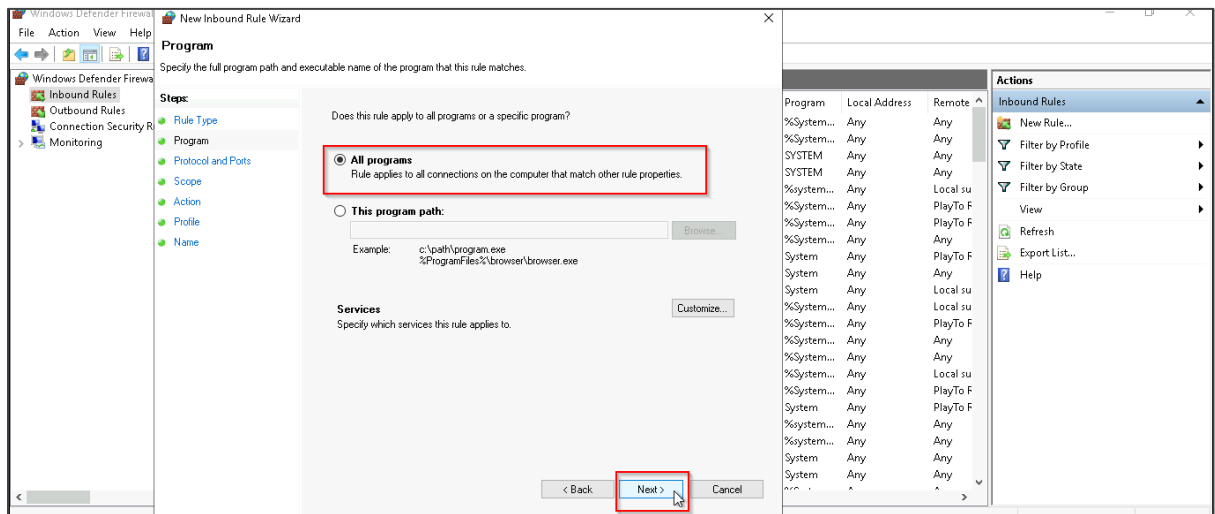 Windows Defender Firewal
New Inbound Rule Wizard
File Action View Help
Program
Specify the full program path and executable name of the program that this rule matches.
Windows Defender Firewa
Inbound Rules
Outbound Rules
Connection Security R
Monitoring
Steps:
Rule Type
Program
Protocol and Ports
Scope
Action
Profile
Name
Does this rule apply to all programs or a specific program?
All programs
Rule applies to all connections on the computer that match other rule properties.
This program path:
Browse...
Example: c:\path\program.exe
%ProgramFiles%\browser\browser.exe
Services
Specify which services this rule applies to.
Customize...
< Back Next > Cancel
Program Local Address Remote
%System... Any Any
%System... Any Any
SYSTEM Any Any
SYSTEM Any Any
%system... Any Local su
%System... Any PlayTo R
%System... Any PlayTo R
%System... Any Any
System Any PlayTo R
System Any Any
System Any Local su
%System... Any Local su
%System... Any PlayTo R
%System... Any Any
%System... Any Any
%System... Any Local su
%System... Any PlayTo R
System Any PlayTo R
%system... Any Any
%system... Any Any
System Any Any
System Any Any
Actions
Inbound Rules
New Rule...
Filter by Profile
Filter by State
Filter by Group
View
Refresh
Export List...
Help